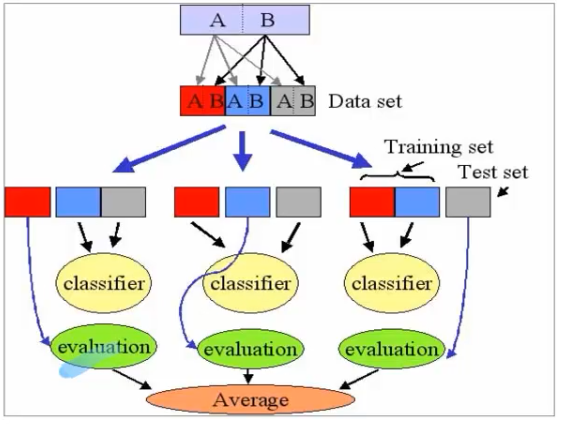 A B
A B A B A B Data set
Training set
Test set
classifier classifier classifier
evaluation evaluation evaluation
Average